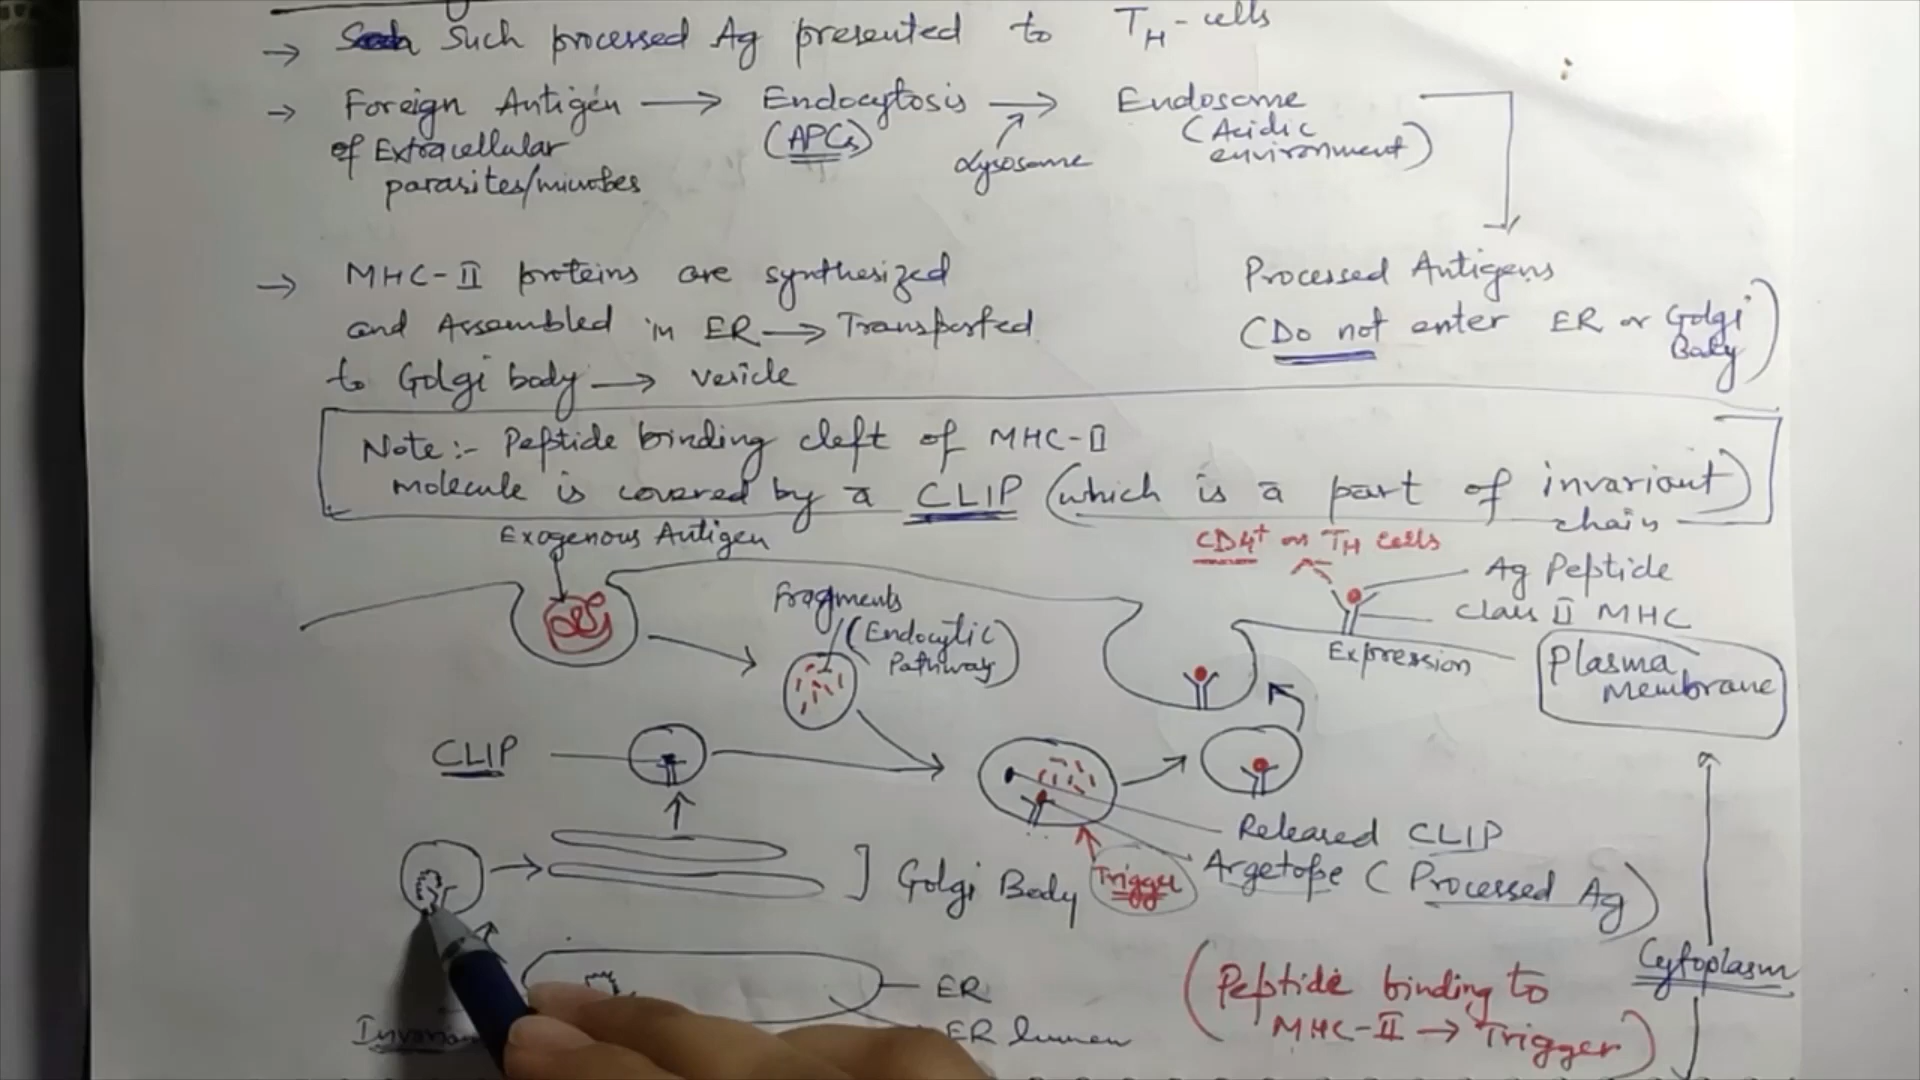 → Such processed Ag presented to TH-cells
→ Foreign Antigen → Endocytosis → Endosome
of Extracellular (APCs) Lysosome (Acidic environment)
parasites/microbes
→ MHC-II proteins are synthesized
and Assembled in ER → Transported
to Golgi body → vesicle
Processed Antigens
(Do not enter ER or Golgi Body)
Note:- Peptide binding cleft of MHC-II
molecule is covered by a CLIP (which is a part of invariant)
chain
Exogenous Antigen
CD4+ on TH cells
Ag Peptide
Class II MHC
Expression
Plasma
Membrane
Fragments
(Endocytic
Pathway)
CLIP
Released CLIP
Argetope (Processed Ag)
Trigger
] Golgi Body
Cytoplasm
(Peptide binding to
MHC-II → Trigger)
ER
ER lumen